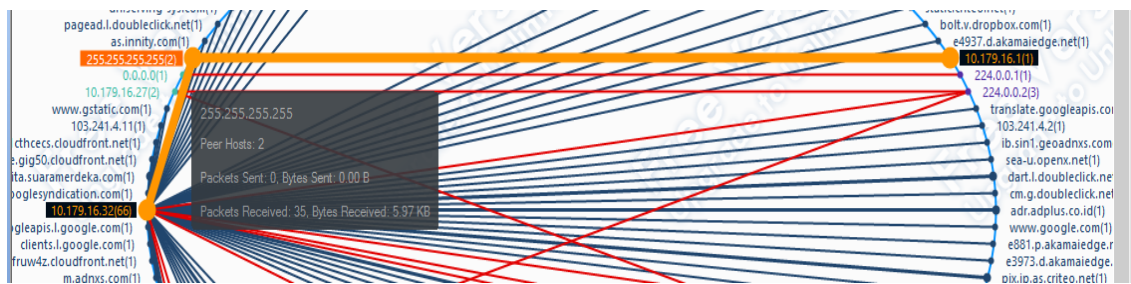 pagead.l.doubleclick.net(1)
as.innity.com(1)
255.255.255.255(2)
0.0.0.0(1)
10.179.16.27(2)
www.gstatic.com(1)
103.241.4.11(1)
cthcecs.cloudfront.net(1)
e.gig50.cloudfront.net(1)
ita.suaramerdeka.com(1)
ooglesyndication.com(1)
10.179.16.32(66)
gleapis.l.google.com(1)
clients.l.google.com(1)
fruw4z.cloudfront.net(1)
m.adnxs.com(1)
255.255.255.255
Peer Hosts: 2
Packets Sent: 0, Bytes Sent: 0.00 B
Packets Received: 35, Bytes Received: 5.97 KB
bolt.v.dropbox.com(1)
e4937.d.akamaiedge.net(1)
10.179.16.1(1)
224.0.0.1(1)
224.0.0.2(3)
translate.googleapis.co
103.241.4.2(1)
ib.sin1.geoadnxs.com
sea-u.openx.net(1)
dart.l.doubleclick.ne
cm.g.doubleclick.net
adr.adplus.co.id(1)
www.google.com(1)
e881.p.akamaiedge.r
e3973.d.akamaiedge.
pix.jp.as.criteo.net(1)